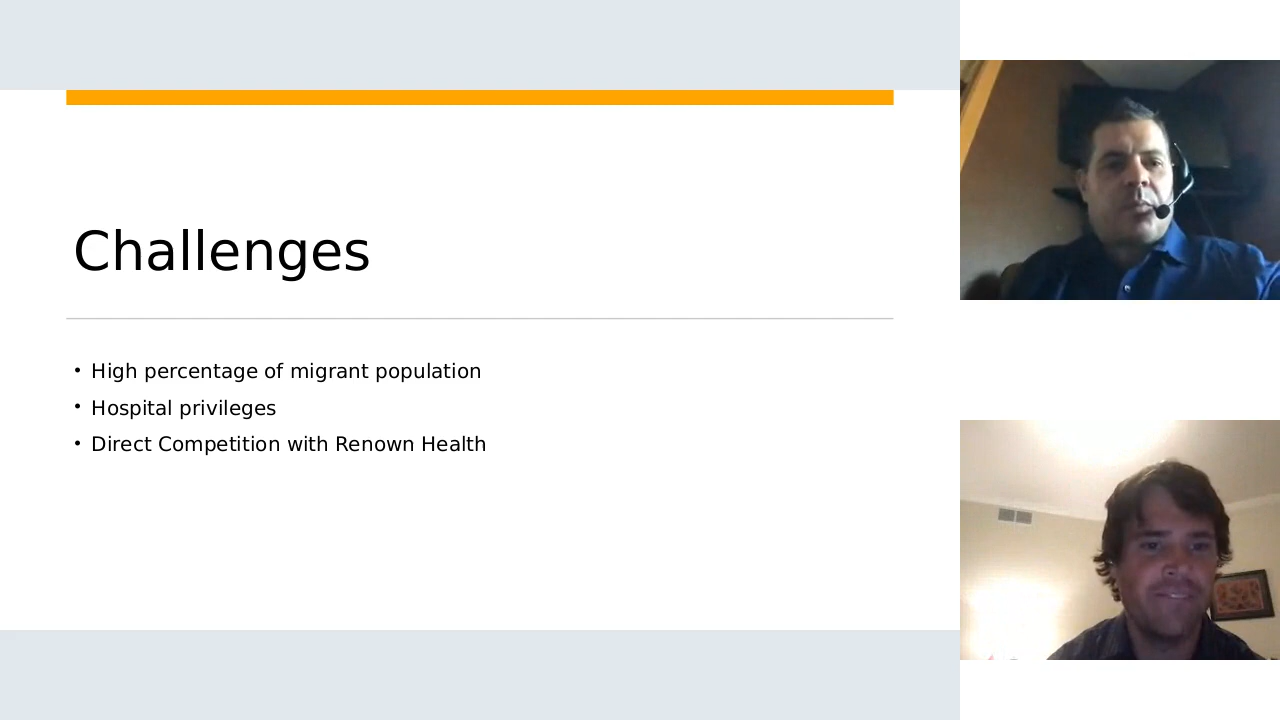 Challenges
• High percentage of migrant population
• Hospital privileges
• Direct Competition with Renown Health